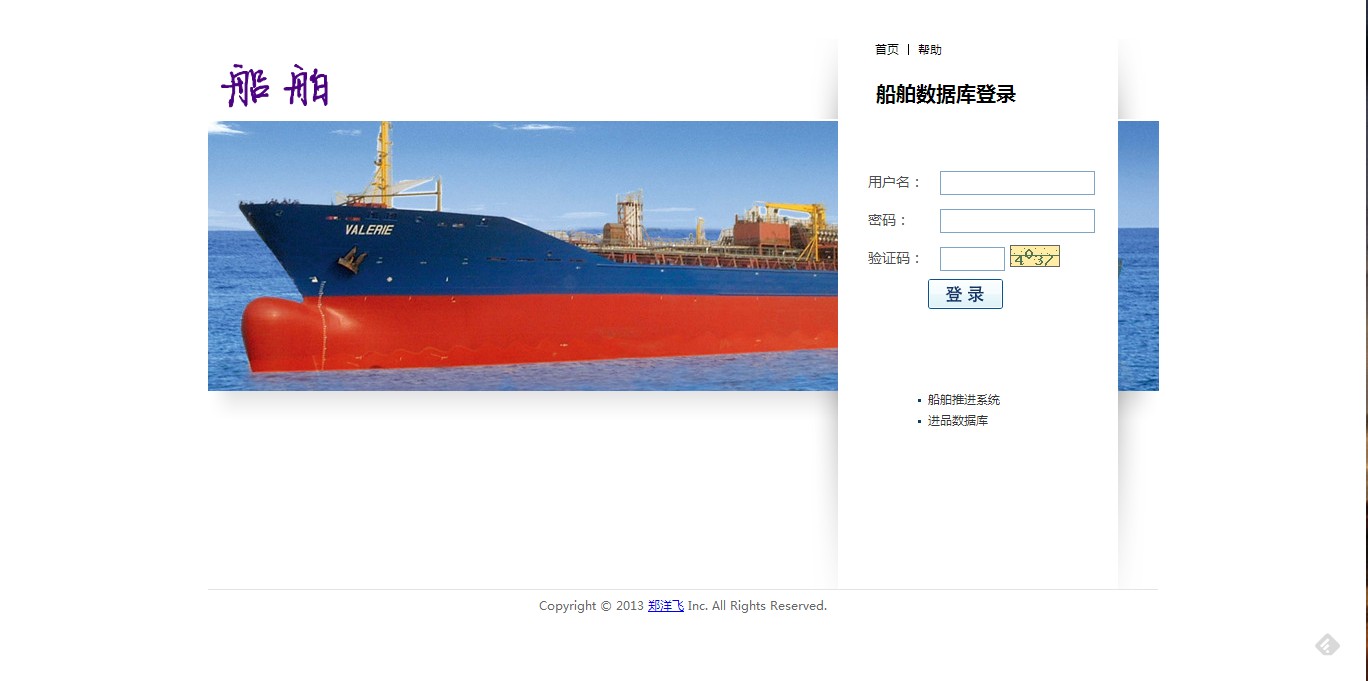 首页 | 帮助
船舶
船舶数据库登录
VALERIE
用户名：
密码：
验证码：
4037
登 录
船舶推进系统
进品数据库
Copyright © 2013 郑洋飞 Inc. All Rights Reserved.